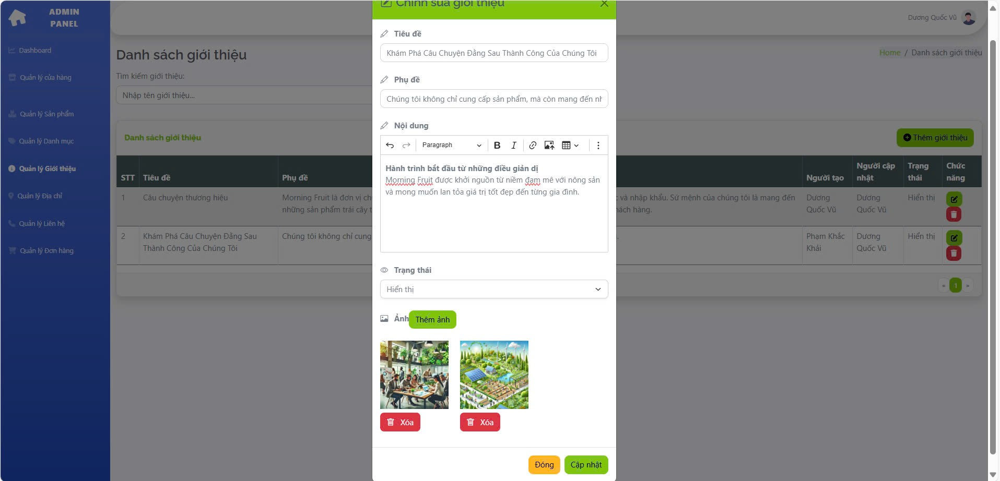 ADMIN
PANEL
Dashboard
Quản lý cửa hàng
Quản lý Sản phẩm
Quản lý Danh mục
Quản lý Giới thiệu
Quản lý Địa chỉ
Quản lý Liên hệ
Quản lý Đơn hàng
Dương Quốc Vũ
Danh sách giới thiệu
Home / Danh sách giới thiệu
Tìm kiếm giới thiệu:
Nhập tên giới thiệu...
Danh sách giới thiệu
Thêm giới thiệu
STT
Tiêu đề
Phụ đề
Người tạo
Người cập
nhật
Trạng
thái
Chức
năng
1
Câu chuyện thương hiệu
Morning Fruit là đơn vị
những sản phẩm trái cây
và nhập khẩu. Sứ mệnh của chúng tôi là mang đến
hàng.
Dương
Quốc Vũ
Dương
Quốc Vũ
Hiển thị
2
Khám Phá Câu Chuyện Đằng Sau
Thành Công Của Chúng Tôi
Chúng tôi không chỉ cung
Phạm Khắc
Khải
Dương
Quốc Vũ
Hiển thị
« 1 »
Chỉnh sửa giới thiệu
Tiêu đề
Khám Phá Câu Chuyện Đằng Sau Thành Công Của Chúng Tôi
Phụ đề
Chúng tôi không chỉ cung cấp sản phẩm, mà còn mang đến
Nội dung
Paragraph
B I
Hành trình bắt đầu từ những điều giản dị
Morning Fruit được khởi nguồn từ niềm đam mê với nông sản
và mong muốn lan tỏa giá trị tốt đẹp đến từng gia đình.
Trạng thái
Hiển thị
Ảnh
Thêm ảnh
Xóa
Xóa
Đóng
Cập nhật